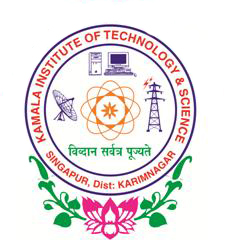 KAMALA INSTITUTE OF TECHNOLOGY & SCIENCE
विव्दान सर्वत्र पूज्यते
SINGAPUR, Dist: KARIMNAGAR